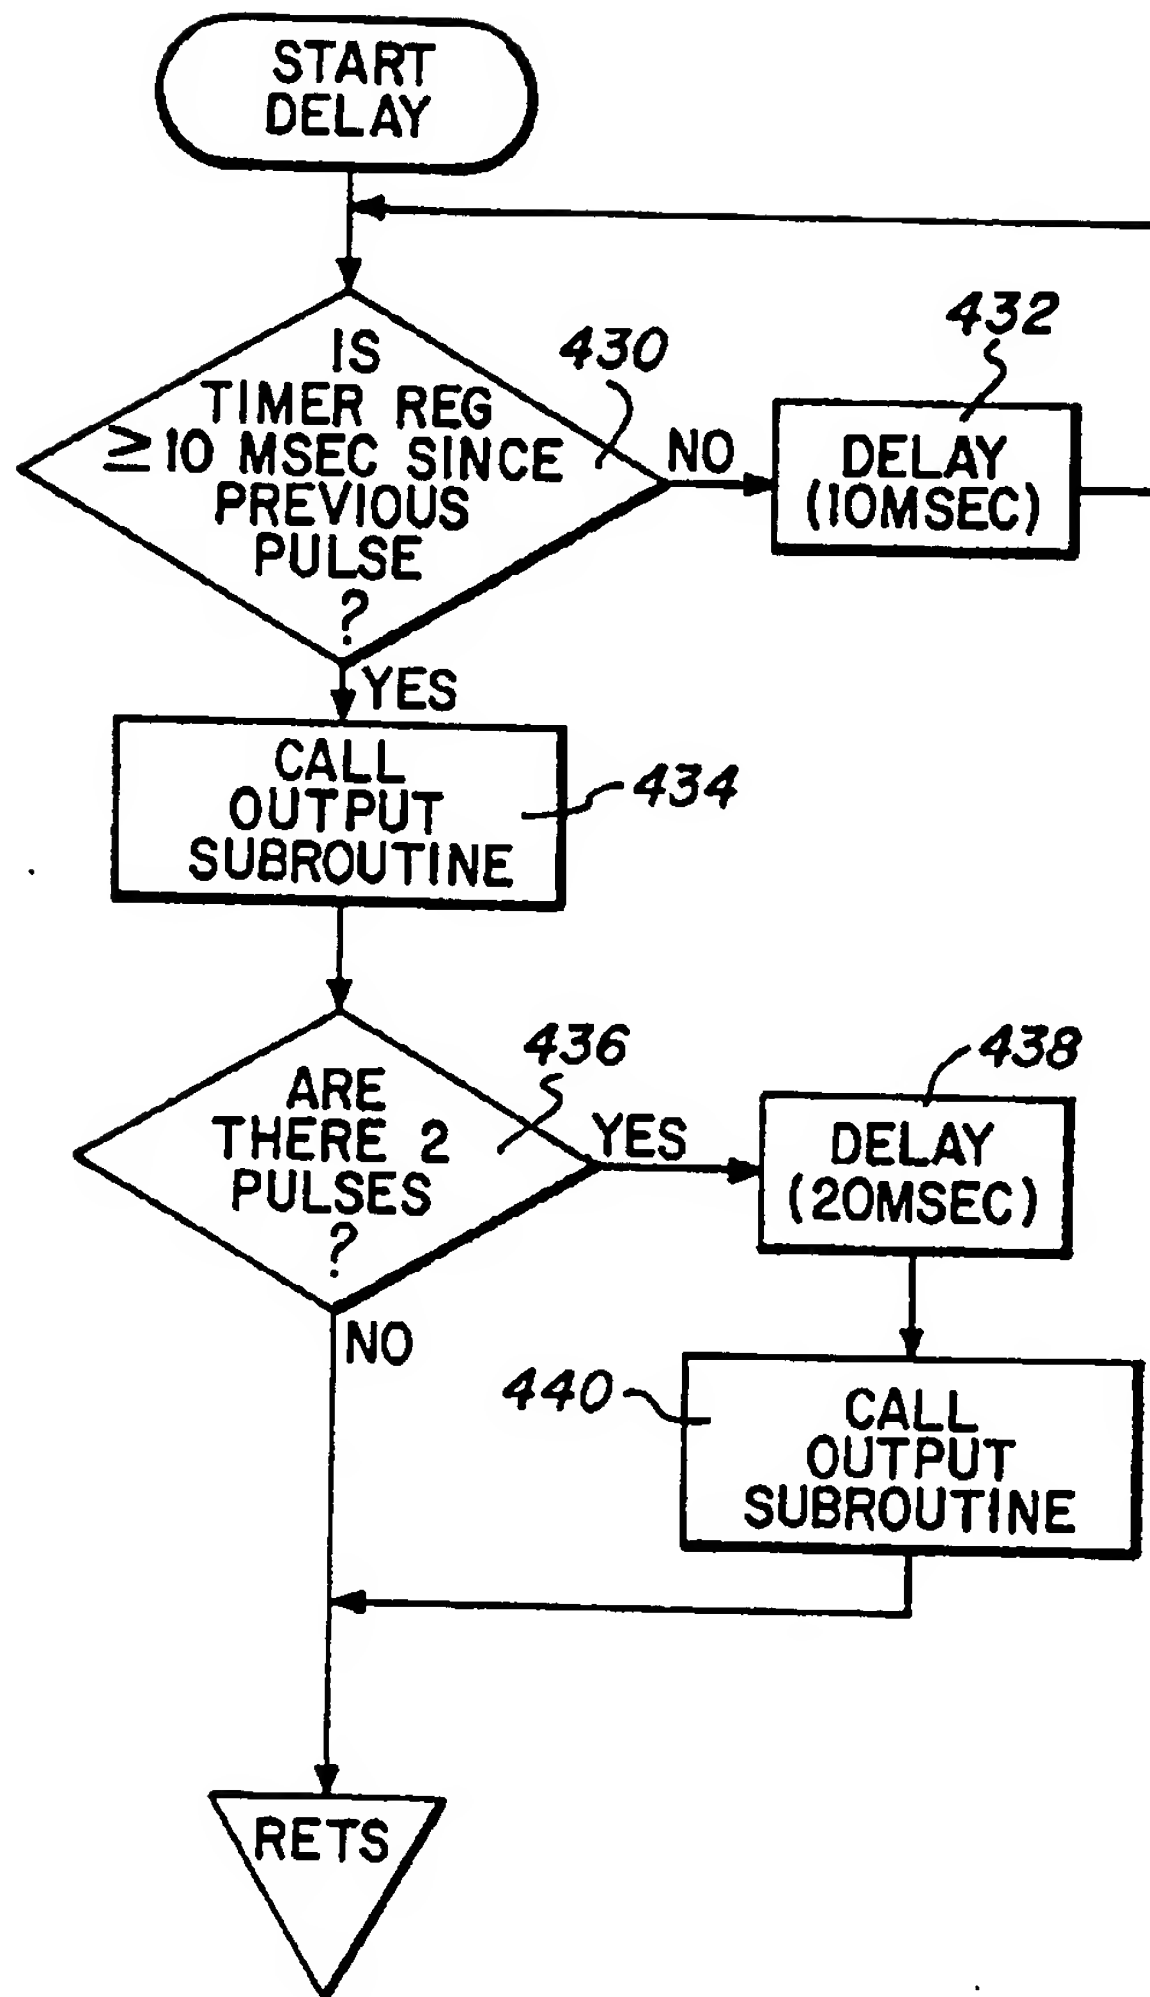 START
DELAY
430
432
IS
TIMER REG
≥10 MSEC SINCE
PREVIOUS
PULSE
?
NO
DELAY
(10MSEC)
YES
CALL
OUTPUT
SUBROUTINE
434
436
438
ARE
THERE 2
PULSES
?
YES
DELAY
(20MSEC)
NO
440
CALL
OUTPUT
SUBROUTINE
RETS